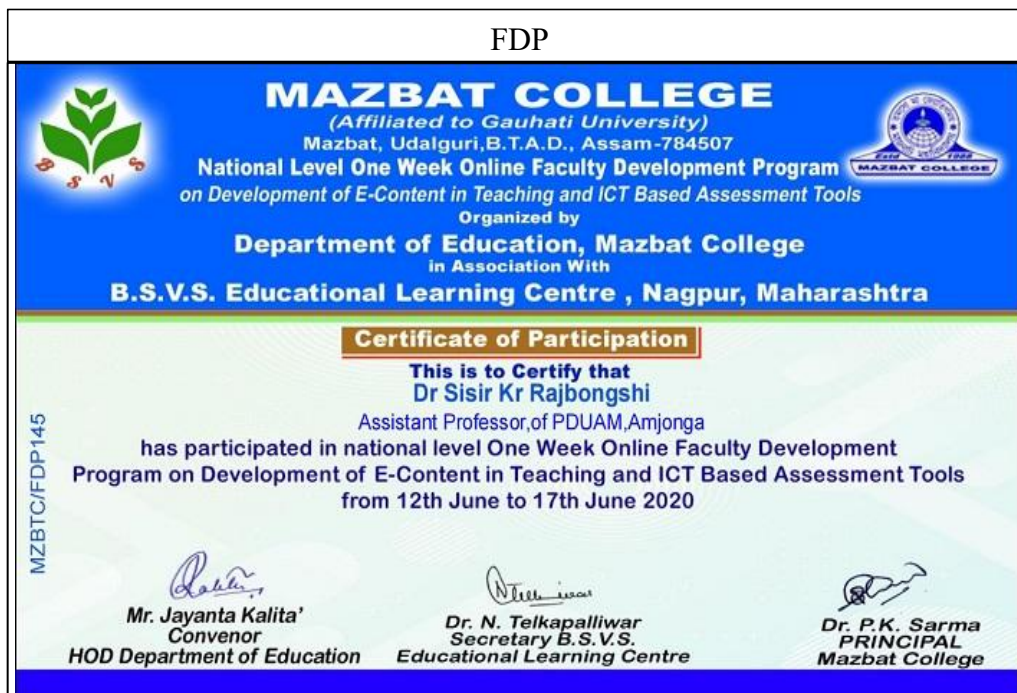 FDP
MAZBAT COLLEGE
(Affiliated to Gauhati University)
Mazbat, Udalguri,B.T.A.D., Assam-784507
National Level One Week Online Faculty Development Program
on Development of E-Content in Teaching and ICT Based Assessment Tools
Organized by
Department of Education, Mazbat College
in Association With
B.S.V.S. Educational Learning Centre , Nagpur, Maharashtra
B S V S
Estd
MAZBAT COLLEGE
Certificate of Participation
This is to Certify that
Dr Sisir Kr Rajbongshi
Assistant Professor,of PDUAM,Amjonga
has participated in national level One Week Online Faculty Development
Program on Development of E-Content in Teaching and ICT Based Assessment Tools
from 12th June to 17th June 2020
MZBTC/FDP145
Mr. Jayanta Kalita’
Convenor
HOD Department of Education
Dr. N. Telkapalliwar
Secretary B.S.V.S.
Educational Learning Centre
Dr. P.K. Sarma
PRINCIPAL
Mazbat College